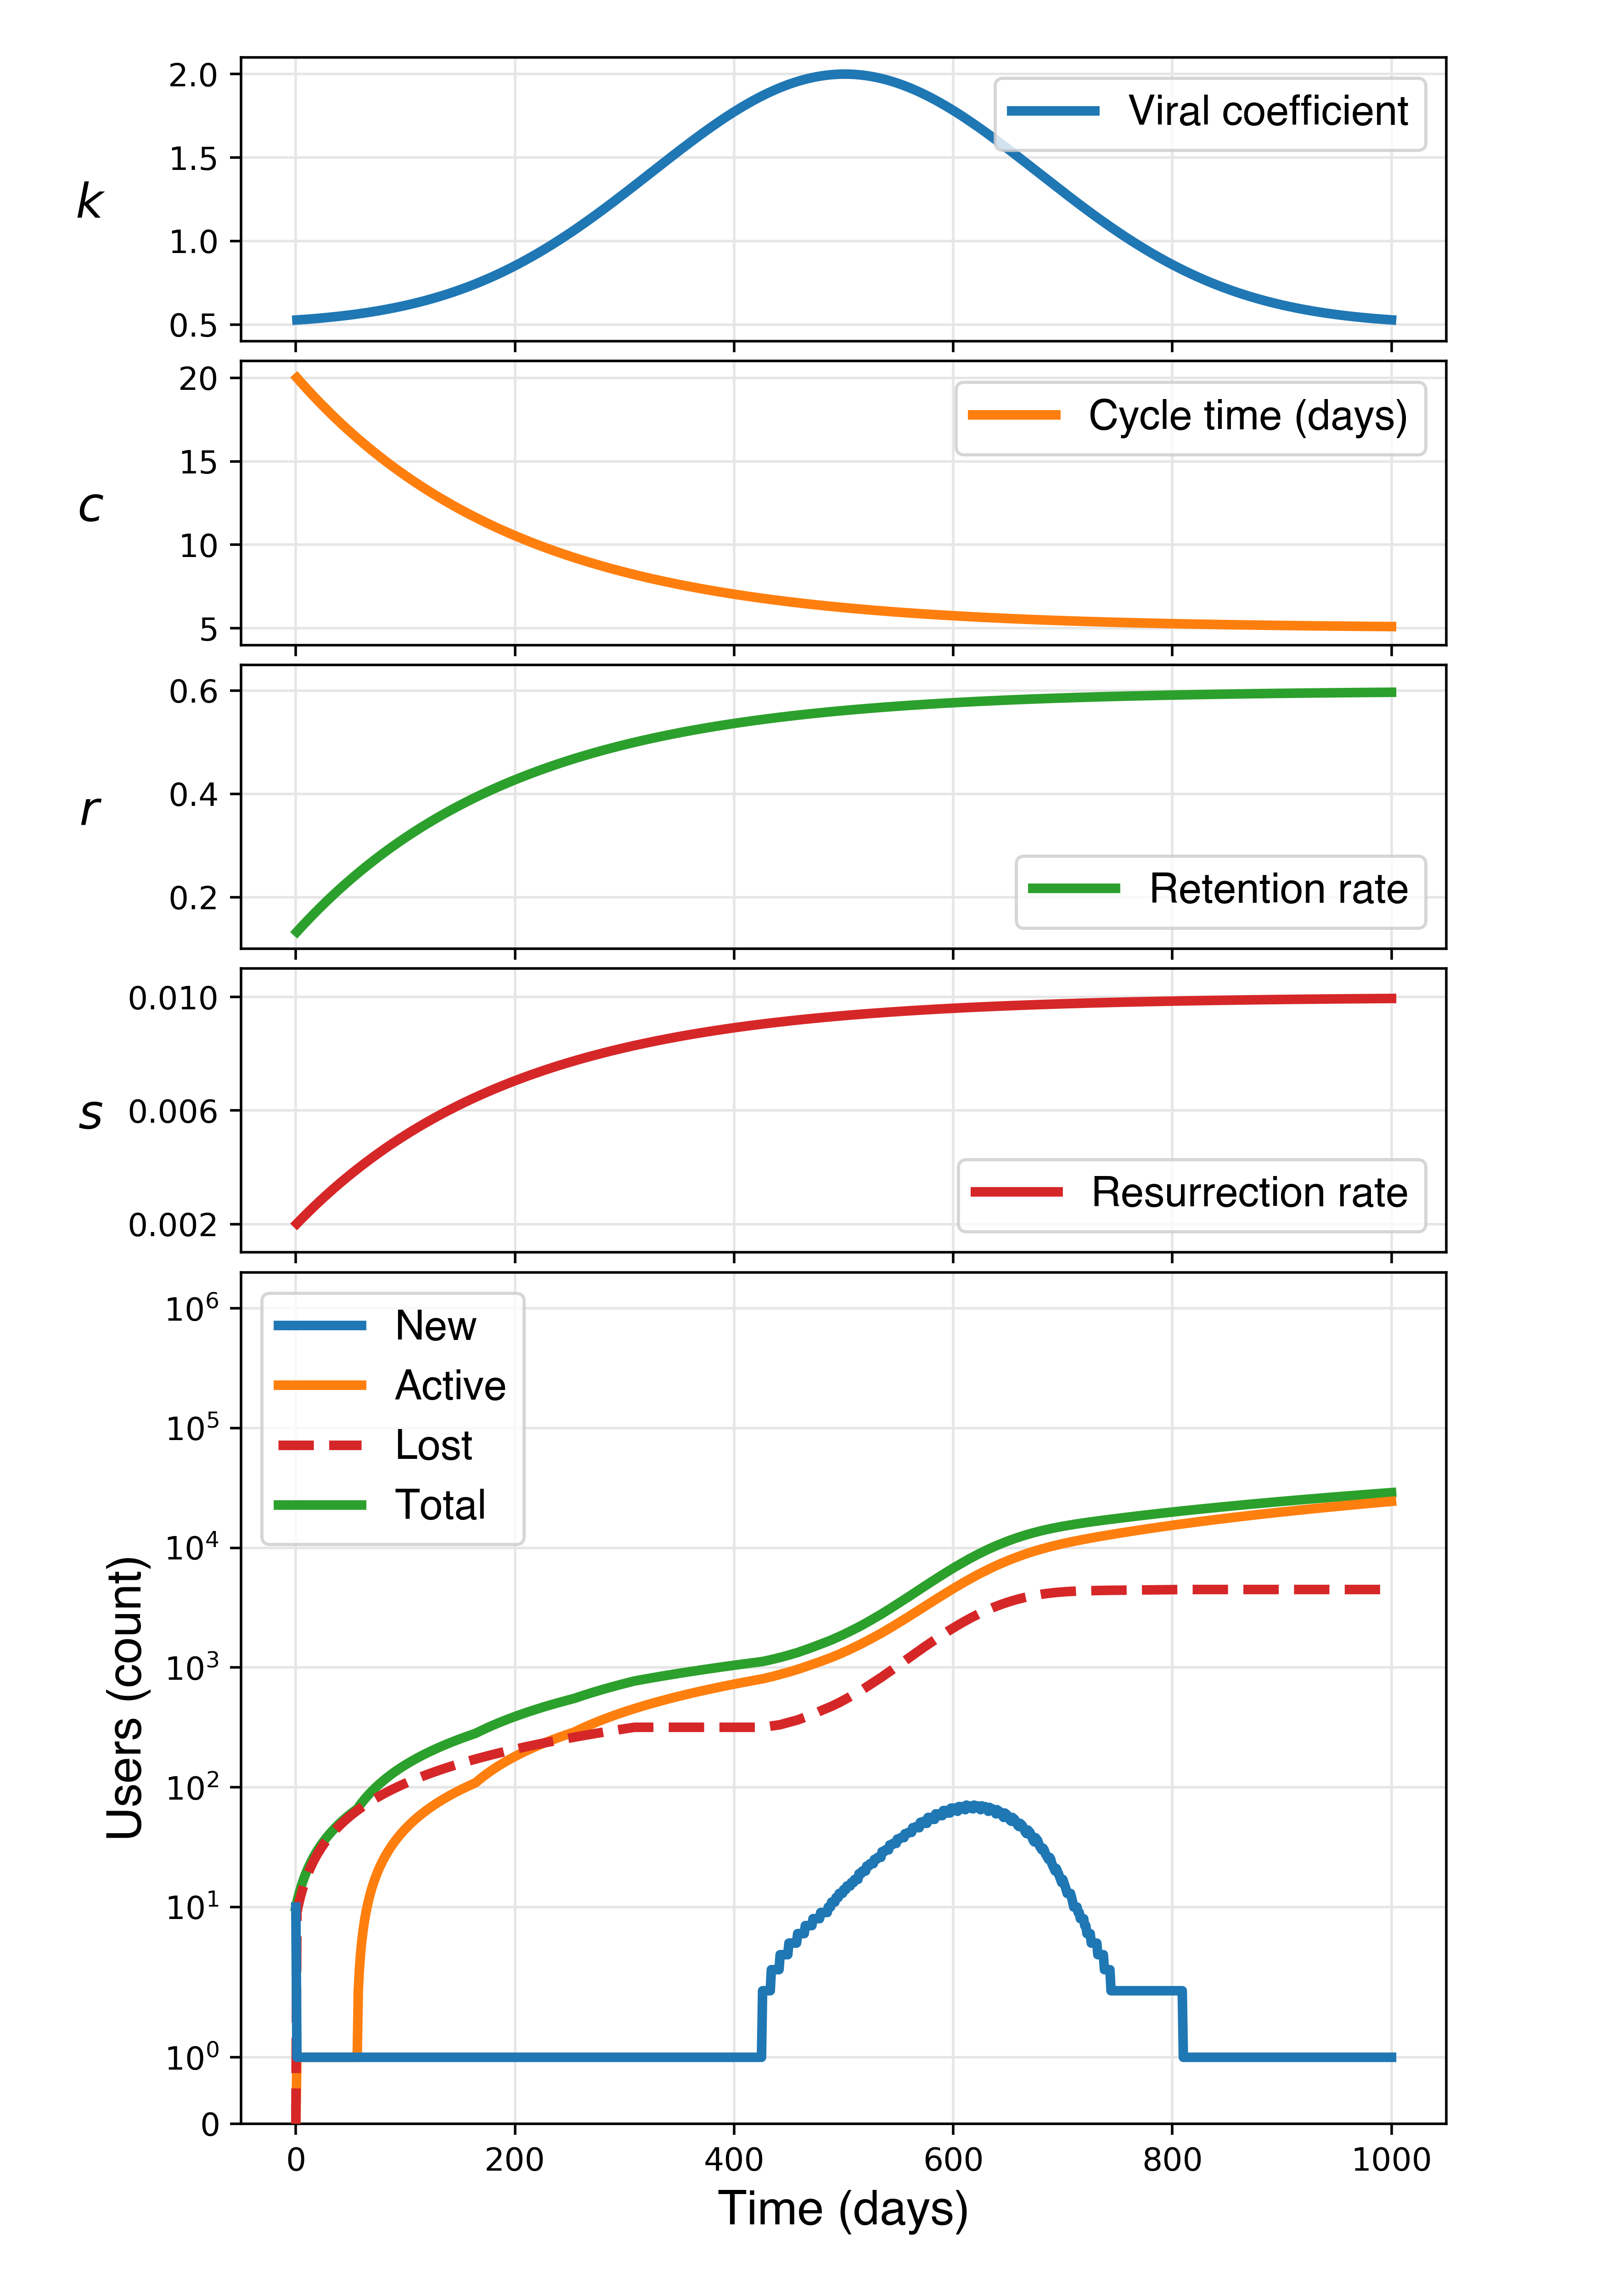 2.0
1.5
1.0
0.5
k
Viral coefficient
20
15
10
5
c
Cycle time (days)
0.6
0.4
0.2
r
Retention rate
0.010
0.006
0.002
s
Resurrection rate
10⁶
10⁵
10⁴
10³
10²
10¹
10⁰
0
Users (count)
New
Active
Lost
Total
0 200 400 600 800 1000
Time (days)